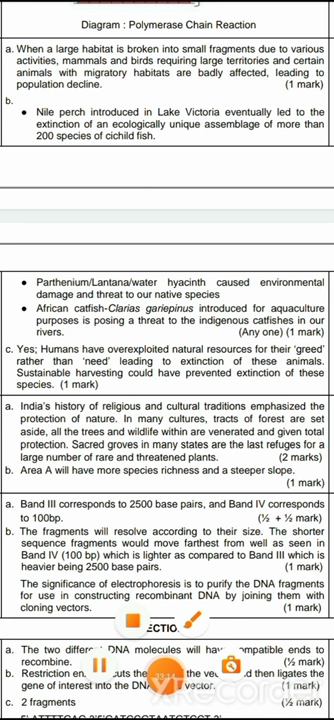 Diagram : Polymerase Chain Reaction
a. When a large habitat is broken into small fragments due to various
activities, mammals and birds requiring large territories and certain
animals with migratory habitats are badly affected, leading to
population decline. (1 mark)
b.
• Nile perch introduced in Lake Victoria eventually led to the
extinction of an ecologically unique assemblage of more than
200 species of cichild fish.
• Parthenium/Lantana/water hyacinth caused environmental
damage and threat to our native species
• African catfish-Clarias gariepinus introduced for aquaculture
purposes is posing a threat to the indigenous catfishes in our
rivers. (Any one) (1 mark)
c. Yes; Humans have overexploited natural resources for their ‘greed’
rather than ‘need’ leading to extinction of these animals.
Sustainable harvesting could have prevented extinction of these
species. (1 mark)
a. India’s history of religious and cultural traditions emphasized the
protection of nature. In many cultures, tracts of forest are set
aside, all the trees and wildlife within are venerated and given total
protection. Sacred groves in many states are the last refuges for a
large number of rare and threatened plants. (2 marks)
b. Area A will have more species richness and a steeper slope.
(1 mark)
a. Band III corresponds to 2500 base pairs, and Band IV corresponds
to 100bp. (½ + ½ mark)
b. The fragments will resolve according to their size. The shorter
sequence fragments would move farthest from well as seen in
Band IV (100 bp) which is lighter as compared to Band III which is
heavier being 2500 base pairs. (1 mark)
The significance of electrophoresis is to purify the DNA fragments
for use in constructing recombinant DNA by joining them with
cloning vectors. (1 mark)
ECTIO
a. The two different DNA molecules will have compatible ends to
recombine. (½ mark)
b. Restriction en cuts the the ve d then ligates the
gene of interest into the DNA vector. (1 mark)
c. 2 fragments (½ mark)
XRecorder